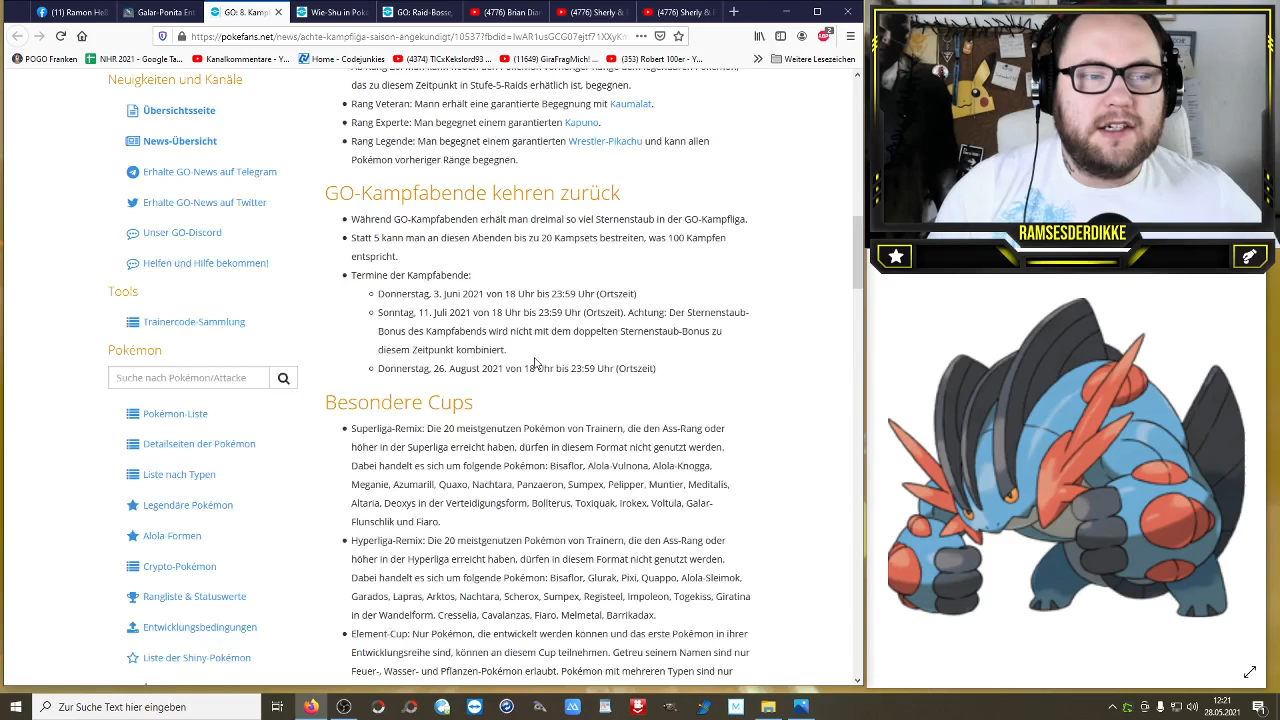 (11) Ramon He
Galar-Panda Em
GO: 8. Kampf
Wie Sie
GO: Raid
(4776) Brian Dis
(4776) Sherly & I
(4776) Sherly & I
https://pokefans.net/news/achte-kampfliga-saison-angekundigt/10537?fbclid=IwAR1usGCQl77ejtf71XXyK
POGO Franken
NHR 2021 - Google Ta
Kanalkommentare - Y
Home - Codejunkies
(4374) TiCxKekslord9
(11649) GiraFragMich!
(353) Robert 100er - Y
Weitere Lesezeichen
Neuigkeiten und Kanäle
Übersichtsseite
News-Übersicht
Erhalte GO-News auf Telegram
Erhalte GO-News auf Twitter
Unser GO-Discord
Helfen und Hilfe bekommen!
Tools
Trainercode-Sammlung
Pokémon
Suche nach Pokémon/Attacke
Pokémon-Liste
Detailseiten der Pokémon
Liste nach Typen
Legendäre Pokémon
Alola-Formen
Crypto-Pokémon
Rangliste & Statuswerte
Entwicklungsbedingungen
Liste der Shiny-Pokémon
das zu diesem Zeitpunkt in Stufe-5-Raids erhältlich ist, begegnen.
Rang Veteran: Mann erhält eine garantierte Begegnung mit Kaumalat.
Rang Experte: Man begegnet einem garantierten Kapuno.
Rang Legende: Man begegnet einem garantierten Wrestler-Pikachu und kann allen
Pokémon vorheriger Ränge begegnen.
GO-Kampfabende kehren zurück
Während GO-Kampfabenden erhält man dreimal so viel Sternenstaub in der GO-Kampfliga.
Statt 5 kann man an diesen Abenden bis zu 20 Kampfsets bestreiten, was 100 Kämpfen
entspricht.
Termine der Kampfabende:
Donnerstag, 3. Juni 2021 von 18 Uhr bis 23:59 Uhr (Ortszeit)
Sonntag, 11. Juli 2021 von 18 Uhr bis 23:59 Uhr (Ortszeit). Achtung: Der Sternenstaub-
Bonus des Kampfabends wird nicht mit dem doppelten Sternenstaub-Bonus zu
diesem Zeitpunkt kombiniert.
Donnerstag, 26. August 2021 von 18 Uhr bis 23:59 Uhr (Ortszeit)
Besondere Cups
Superliga-Remix: Die 20 meistgenutzen Pokémon von Trainern, die den Ass-Rang oder
höher in der Superliga erreicht haben, dürfen in diesem Format nicht genutzt werden.
Dabei handelt es sich um folgende Pokémon: Bisaflor, Alola-Vulnona, Alola-Knogga,
Meganie, Azumarill, Quaxo, Nachtara, Panzaeron, Sumpex, Pelipper, Muntier, Meditalis,
Altaria, Deoxys in der Verteidigungsform, Bollterus, Toxiquak, Irokex, Voltula, Galar-
Flunschlik und Fiaro.
Hyperliga-Remix: Die 20 meistgenutzen Pokémon von Trainern, die den Ass-Rang oder
höher in der Hyperliga erreicht haben, dürfen in diesem Format nicht genutzt werden.
Dabei handelt es sich um folgende Pokémon: Bisaflor, Glurak, Pixi, Quappo, Alola-Sleimok,
Garados, Lapras, Arktos, Nachtara, Scherox, Sumpex, Registeel, Impoleon, Togekiss, Giratina
in der Wandelform, Cresselia, Cavalanzas, Fiaro, Melmetal, Barrikadax.
Element-Cup: Nur Pokémon, die entwickelt werden können und das erste Pokémon in ihrer
Entwicklungsreihe sind, können an diesem Cup teilnehmen. Getreu seinem Namen sind nur
Feuer-, Wasser- und Pflanzen-Pokémon erlaubt. Pokémon mit mehreren Typen sind nur
RAMSESDERDIKKE
Zur Suche Text hier eingeben
12:21
28.05.2021